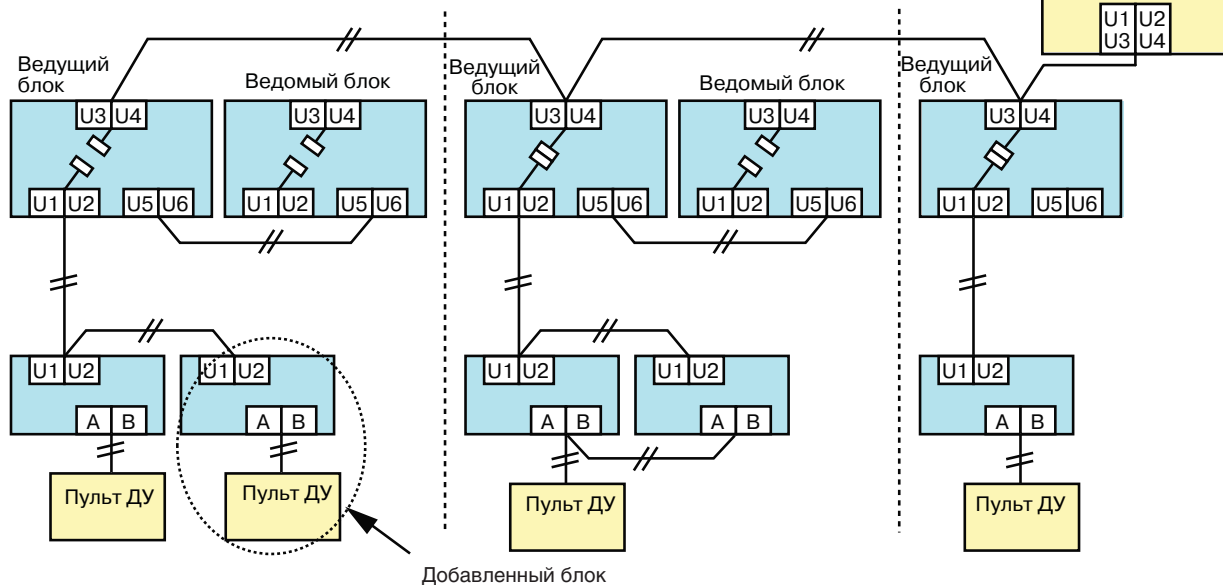 U1 U2
U3 U4
Ведущий
блок
Ведомый блок
Ведущий
блок
Ведомый блок
Ведущий
блок
U3 U4
U3 U4
U3 U4
U3 U4
U3 U4
U1 U2
U5 U6
U1 U2
U5 U6
U1 U2
U5 U6
U1 U2
U5 U6
U1 U2
U5 U6
U1 U2
U1 U2
U1 U2
U1 U2
U1 U2
A B
A B
A B
A B
A B
Пульт ДУ
Пульт ДУ
Пульт ДУ
Пульт ДУ
Добавленный блок